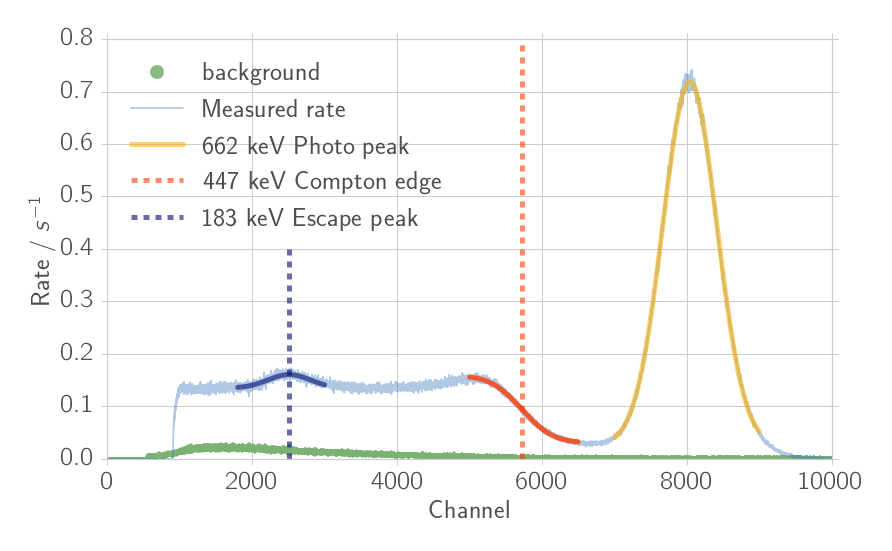 0.8
0.7
0.6
0.5
0.4
0.3
0.2
0.1
0.0
Rate / s⁻¹
background
Measured rate
662 keV Photo peak
447 keV Compton edge
183 keV Escape peak
0 2000 4000 6000 8000 10000
Channel